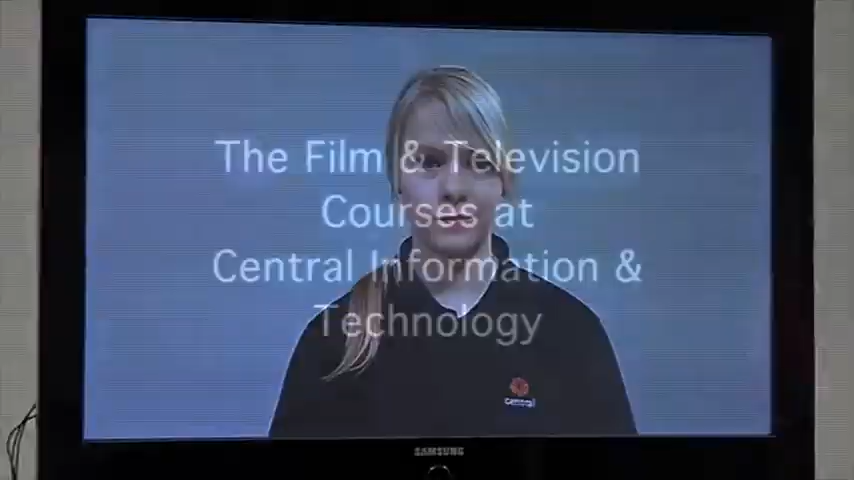 The Film & Television
Courses at
Central Information &
Technology
central
SAMSUNG